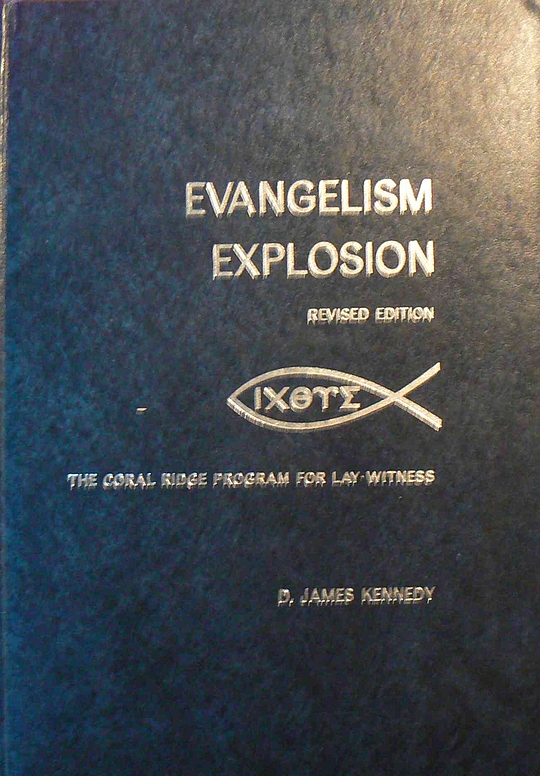 EVANGELISM
EXPLOSION
REVISED EDITION
ΙΧΘΥΣ
THE CORAL RIDGE PROGRAM FOR LAY·WITNESS
D. JAMES KENNEDY